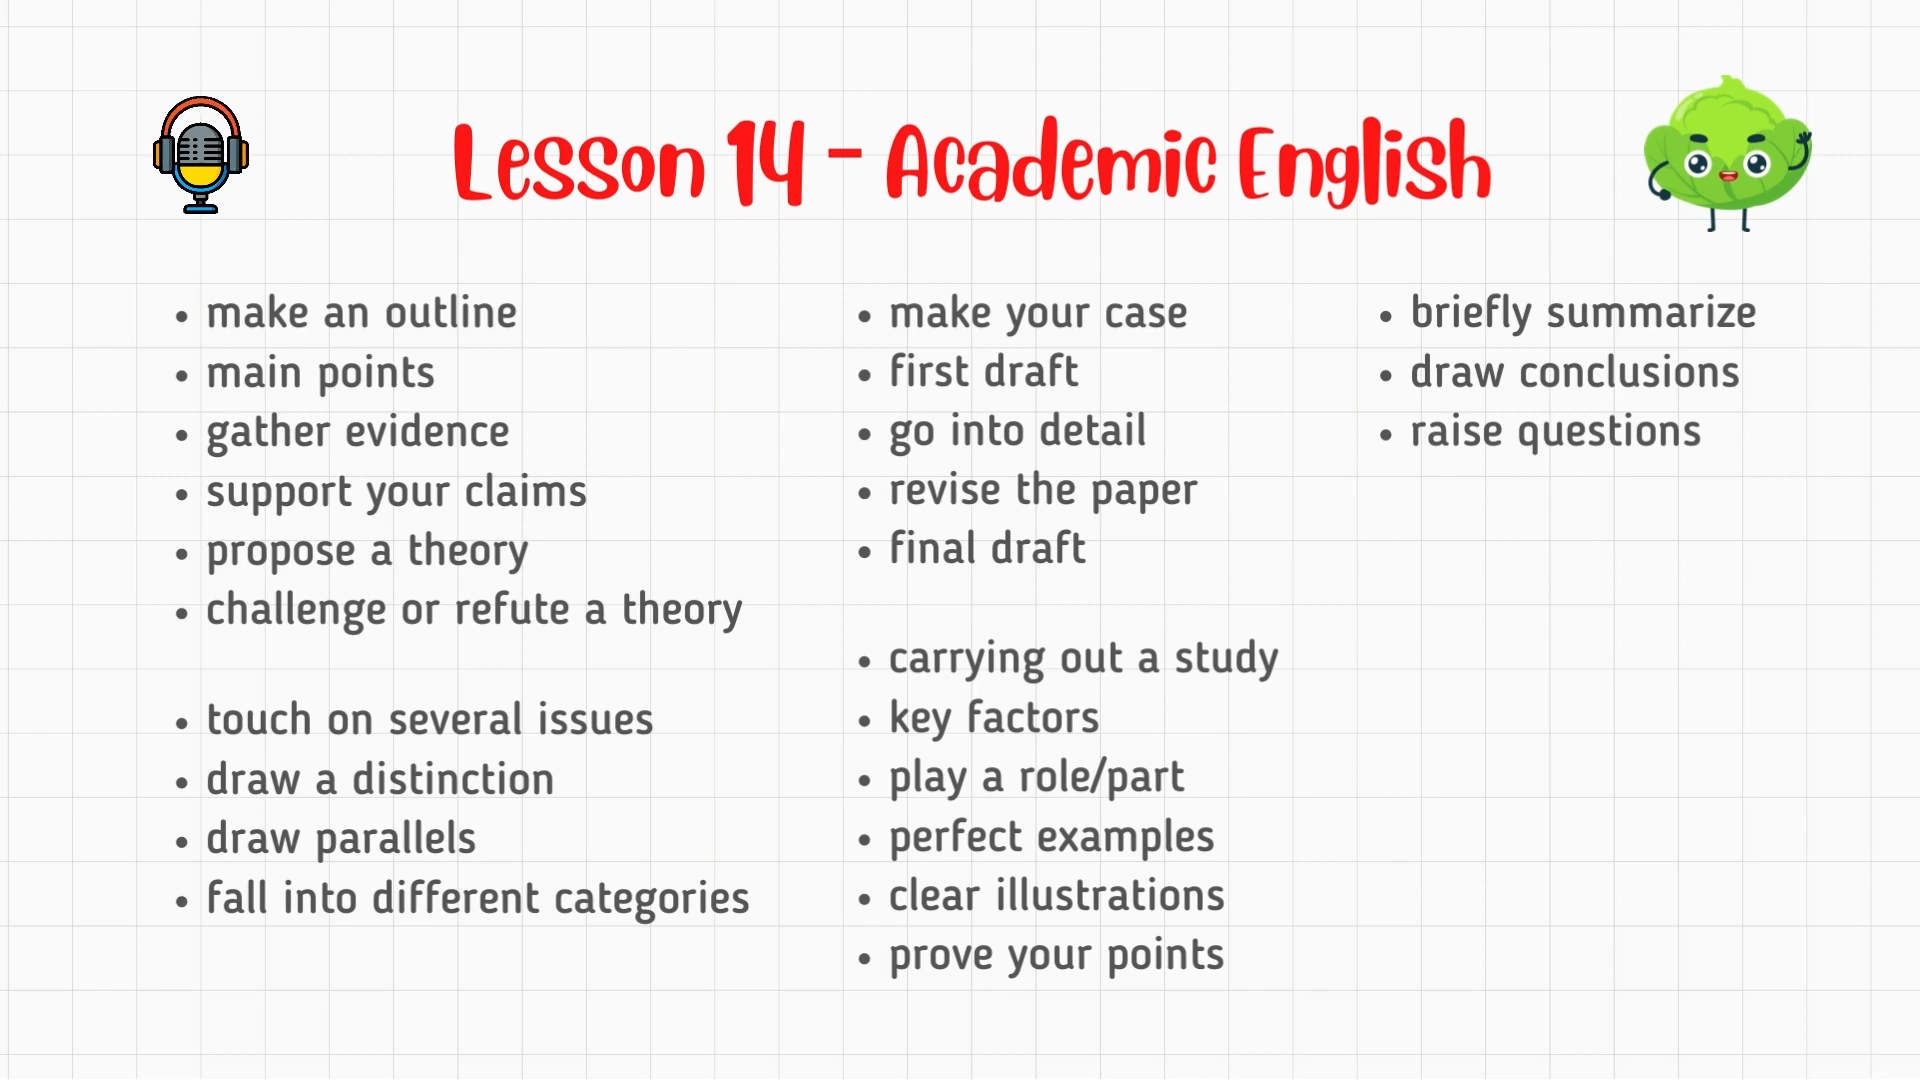 Lesson 14 - Academic English
make an outline
main points
gather evidence
support your claims
propose a theory
challenge or refute a theory
touch on several issues
draw a distinction
draw parallels
fall into different categories
make your case
first draft
go into detail
revise the paper
final draft
carrying out a study
key factors
play a role/part
perfect examples
clear illustrations
prove your points
briefly summarize
draw conclusions
raise questions